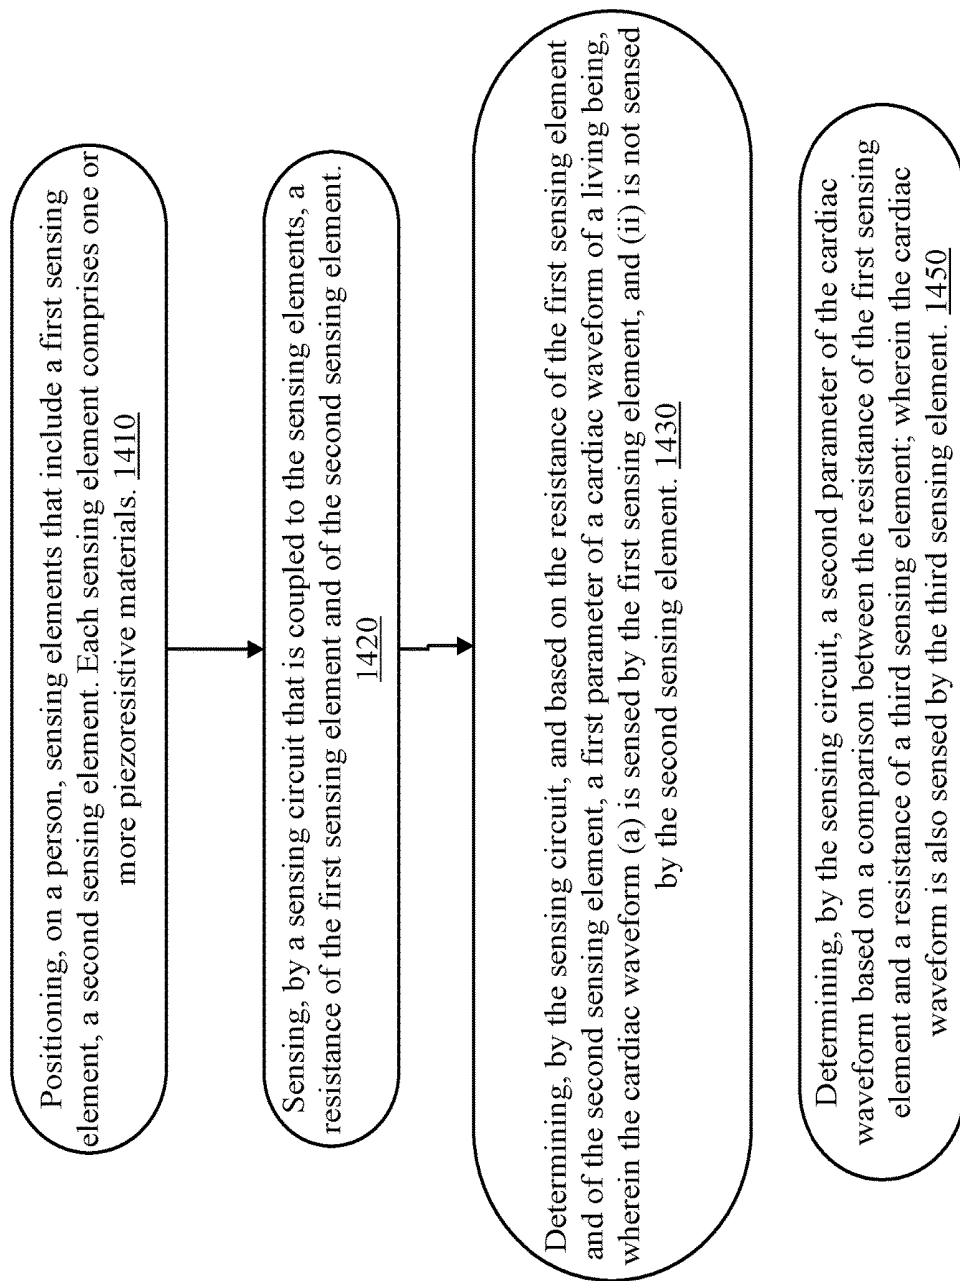 Positioning, on a person, sensing elements that include a first sensing
element, a second sensing element. Each sensing element comprises one or
more piezoresistive materials. 1410
Sensing, by a sensing circuit that is coupled to the sensing elements, a
resistance of the first sensing element and of the second sensing element.
1420
Determining, by the sensing circuit, and based on the resistance of the first sensing element
and of the second sensing element, a first parameter of a cardiac waveform of a living being,
wherein the cardiac waveform (a) is sensed by the first sensing element, and (ii) is not sensed
by the second sensing element. 1430
Determining, by the sensing circuit, a second parameter of the cardiac
waveform based on a comparison between the resistance of the first sensing
element and a resistance of a third sensing element; wherein the cardiac
waveform is also sensed by the third sensing element. 1450